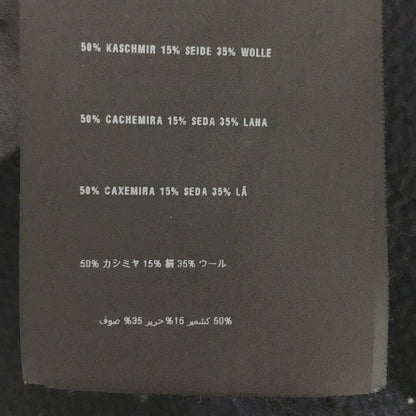 50% KASCHMIR 15% SEIDE 35% WOLLE
50% CACHEMIRA 15% SEDA 35% LANA
50% CAXEMIRA 15% SEDA 35% LÃ
50% カシミヤ 15% 絹 35% ウール
50% كشمير 15% حرير 35% صوف